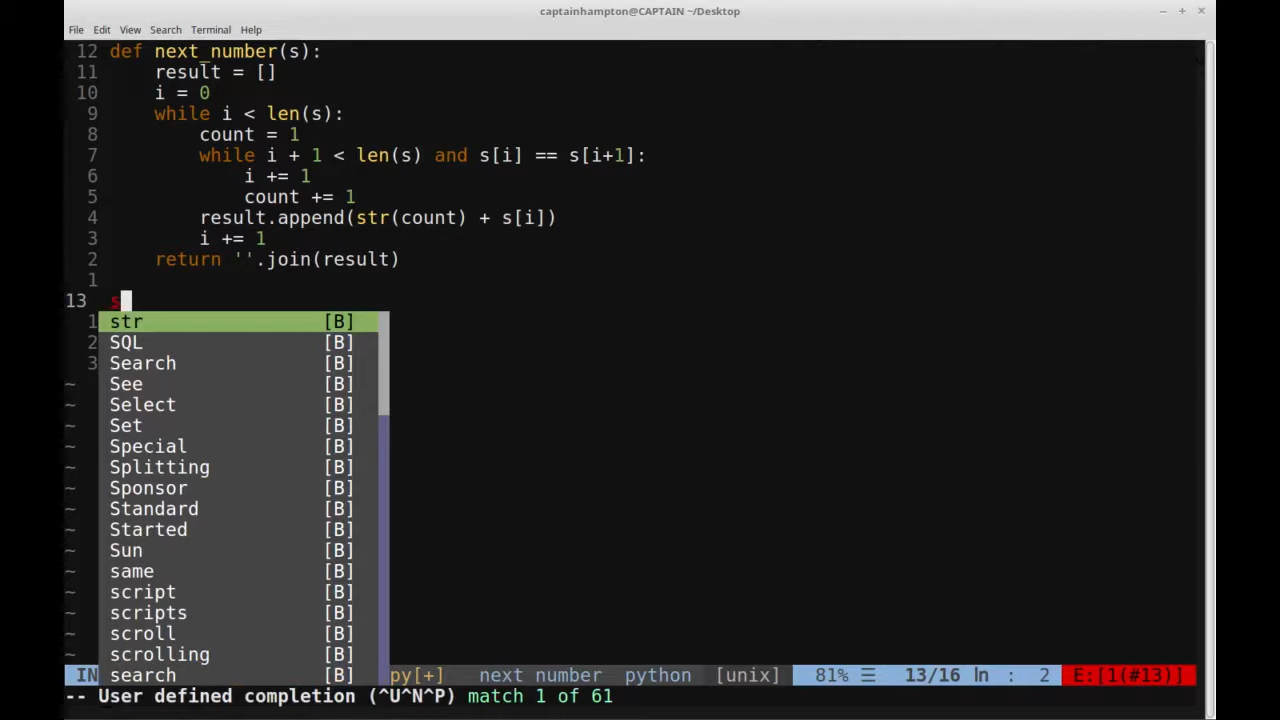 captainhampton@CAPTAIN ~/Desktop
File Edit View Search Terminal Help
12 def next_number(s):
11 result = []
10 i = 0
9 while i < len(s):
8 count = 1
7 while i + 1 < len(s) and s[i] == s[i+1]:
6 i += 1
5 count += 1
4 result.append(str(count) + s[i])
3 i += 1
2 return ''.join(result)
1
13 s
1 str [B]
2 SQL [B]
3 Search [B]
~ See [B]
~ Select [B]
~ Set [B]
~ Special [B]
~ Splitting [B]
~ Sponsor [B]
~ Standard [B]
~ Started [B]
~ Sun [B]
~ same [B]
~ script [B]
~ scripts [B]
~ scroll [B]
~ scrolling [B]
IN search [B] py[+] next number python [unix] 81% ☰ 13/16 ln : 2 E:[1(#13)]
-- User defined completion (^U^N^P) match 1 of 61